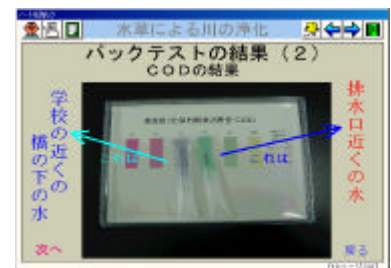 水草による川の浄化
パックテストの結果（2）
CODの結果
学校の近くの
橋の下の水
これは
これは
排水口近くの水
次へ
戻る